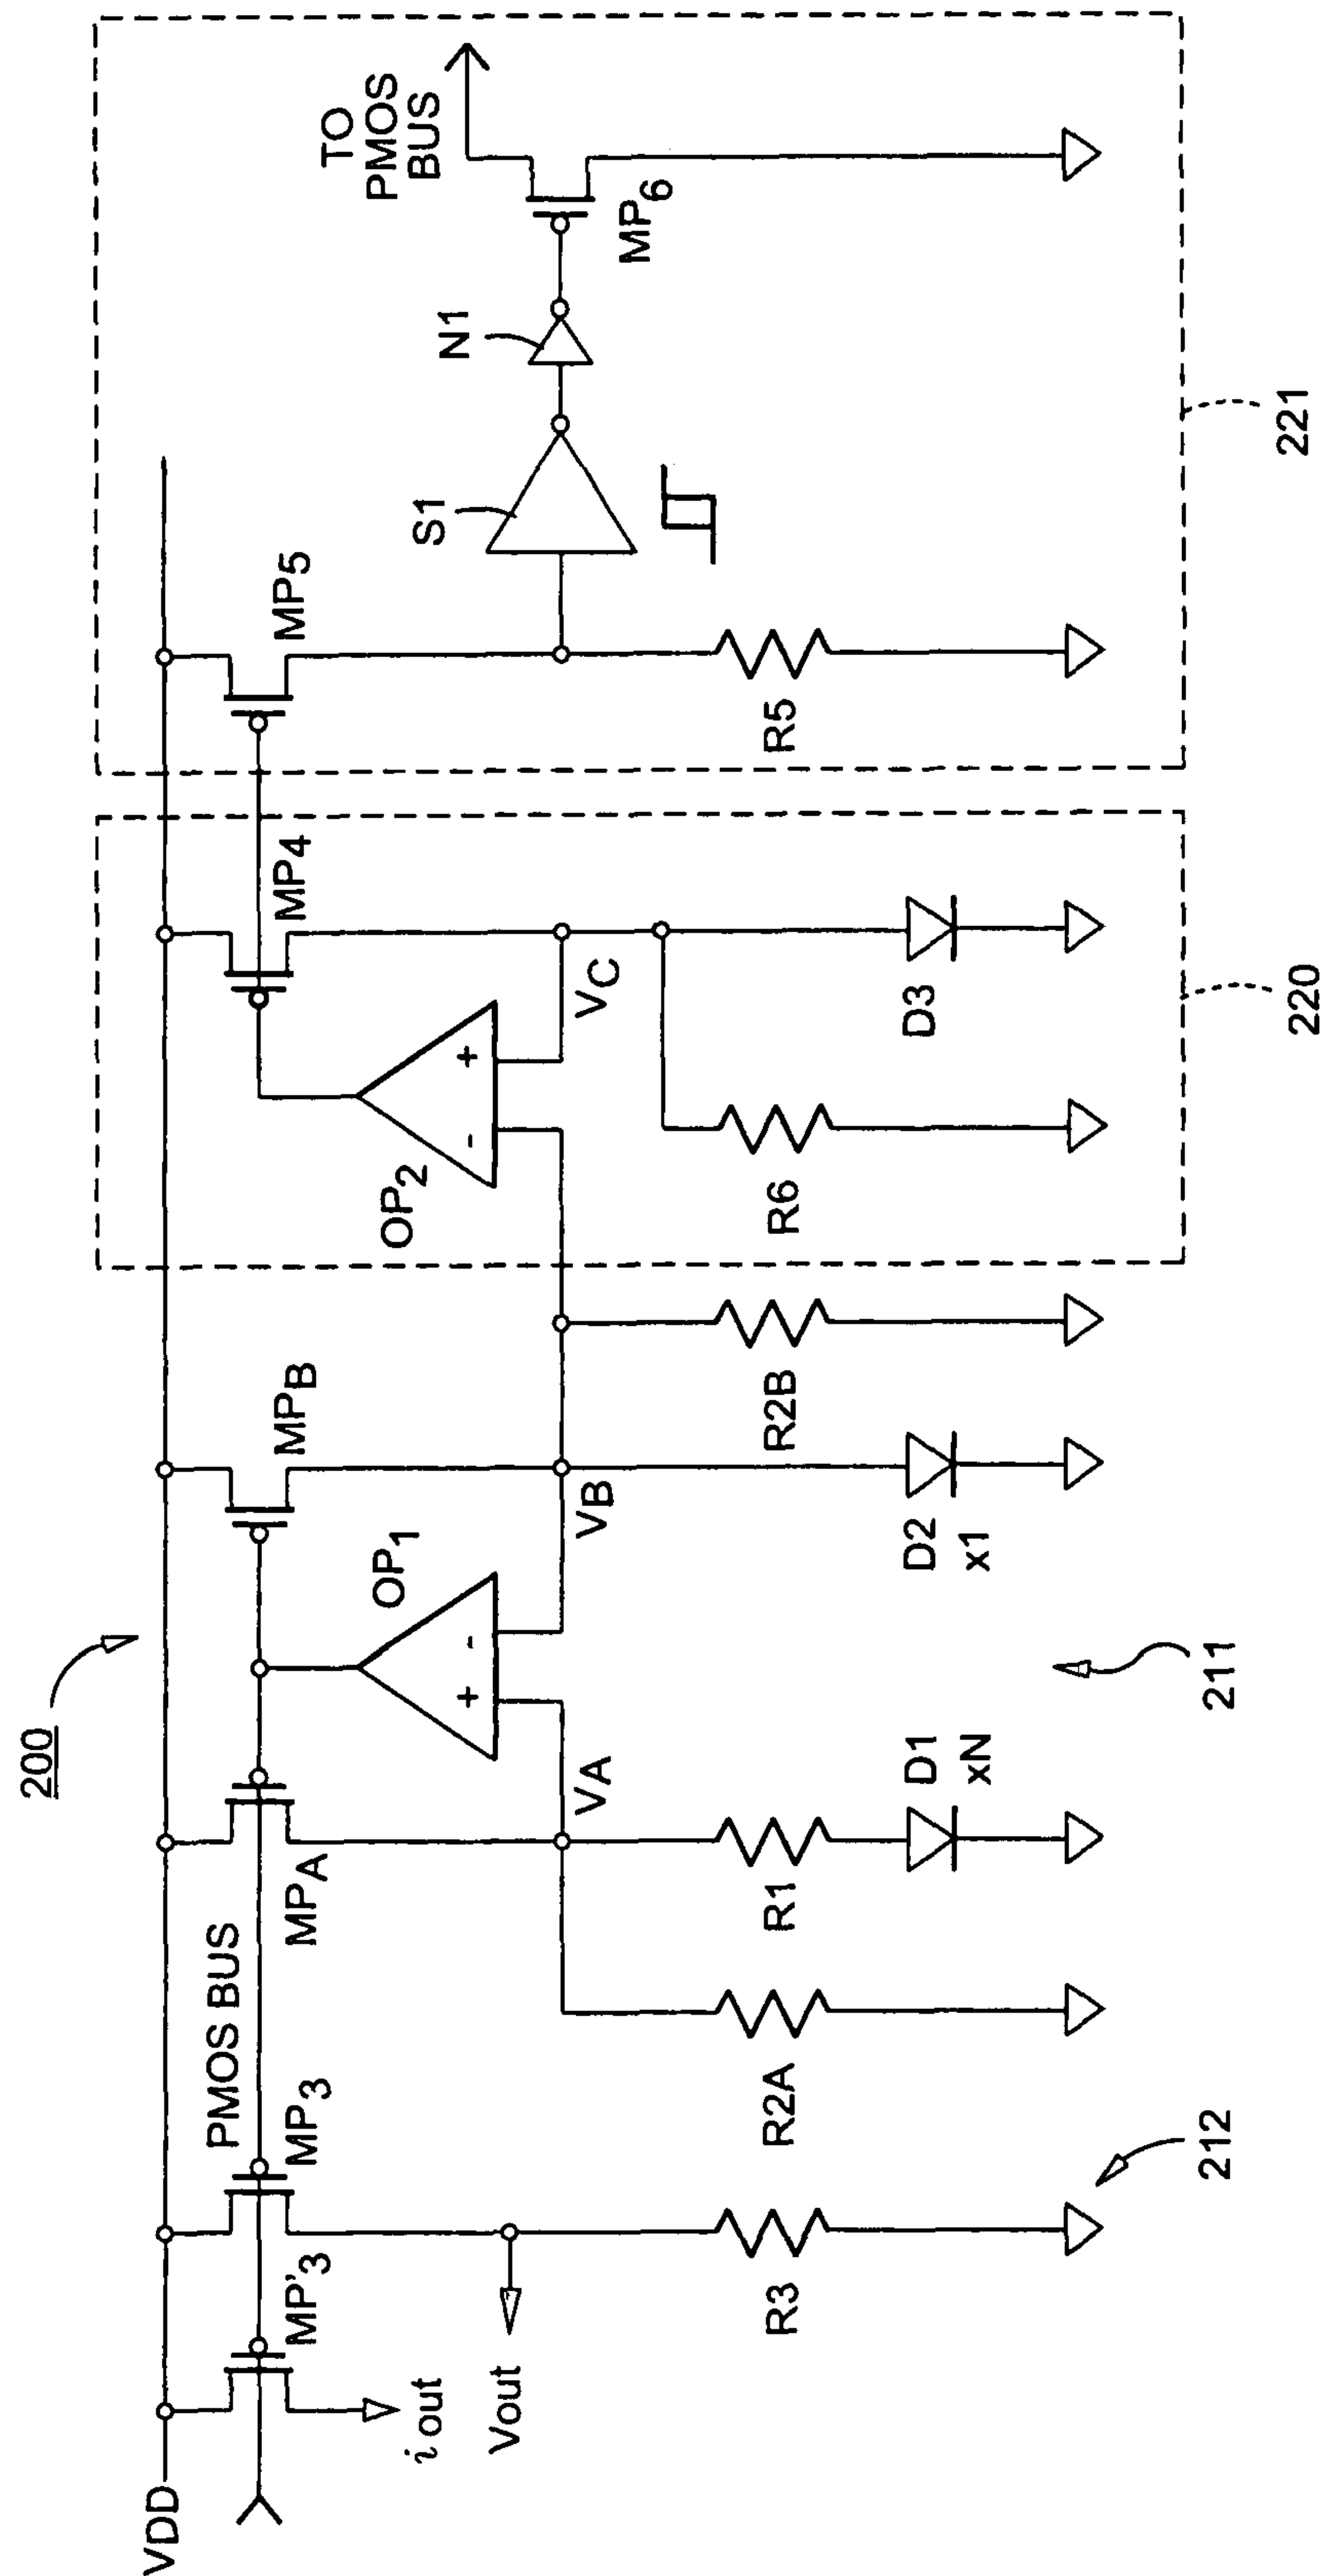 200
VDD
PMOS BUS
MP'3
MP3
MPA
MPB
MP4
MP5
OP1
OP2
+
-
-
+
i out
Vout
VA
VB
VC
S1
N1
MP6
TO
PMOS
BUS
R3
R2A
R1
D1
xN
D2
x1
R2B
R6
D3
R5
212
211
220
221